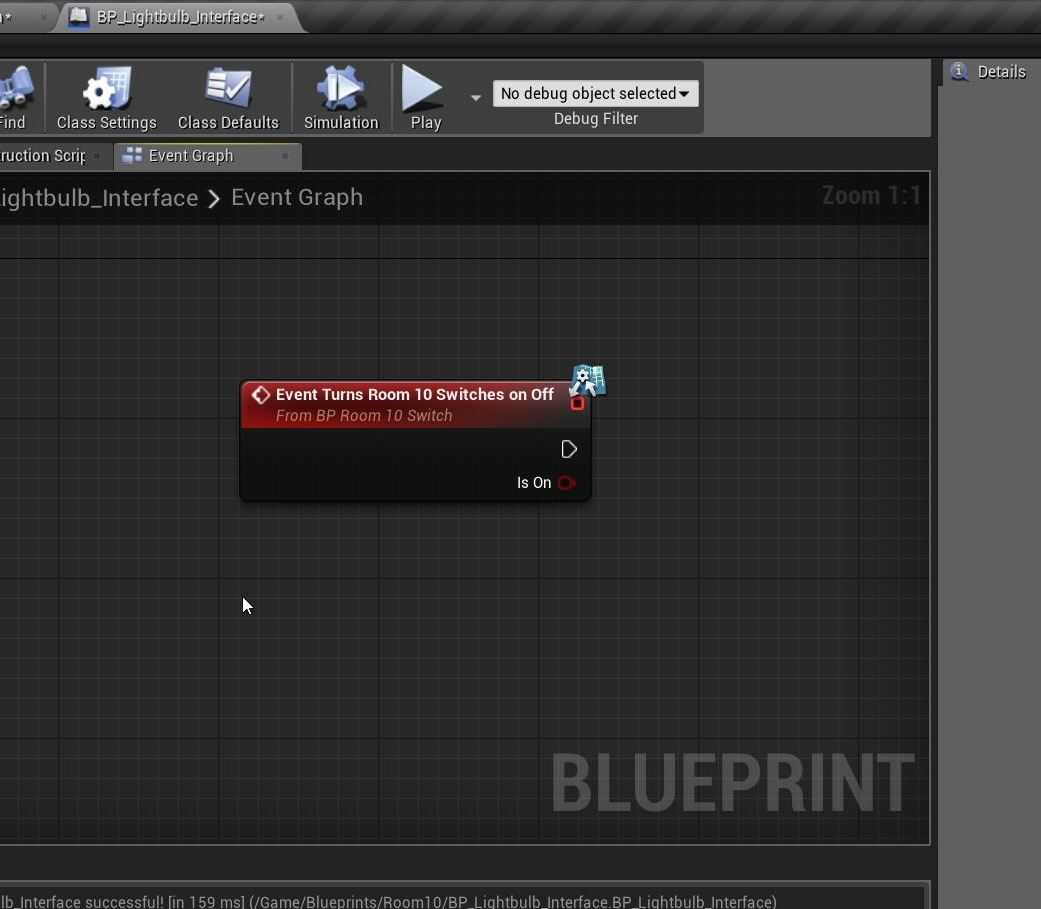 BP_Lightbulb_Interface*
Details
Find
Class Settings
Class Defaults
Simulation
Play
No debug object selected
Debug Filter
ruction Scrip
Event Graph
ightbulb_Interface > Event Graph
Zoom 1:1
Event Turns Room 10 Switches on Off
From BP Room 10 Switch
Is On
BLUEPRINT
lb_Interface successful! [in 159 ms] (/Game/Blueprints/Room10/BP_Lightbulb_Interface.BP_Lightbulb_Interface)